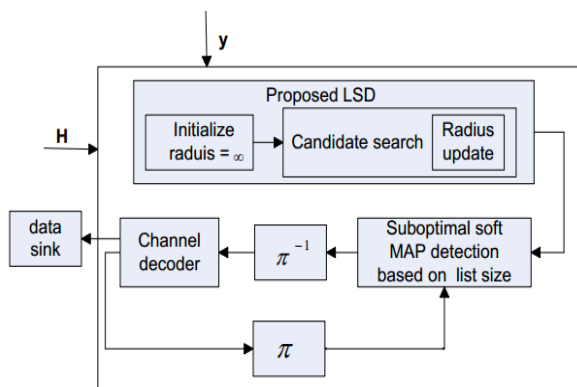 y
H
Proposed LSD
Initialize
raduis = ∞
Candidate search
Radius
update
data
sink
Channel
decoder
π⁻¹
Suboptimal soft
MAP detection
based on list size
π